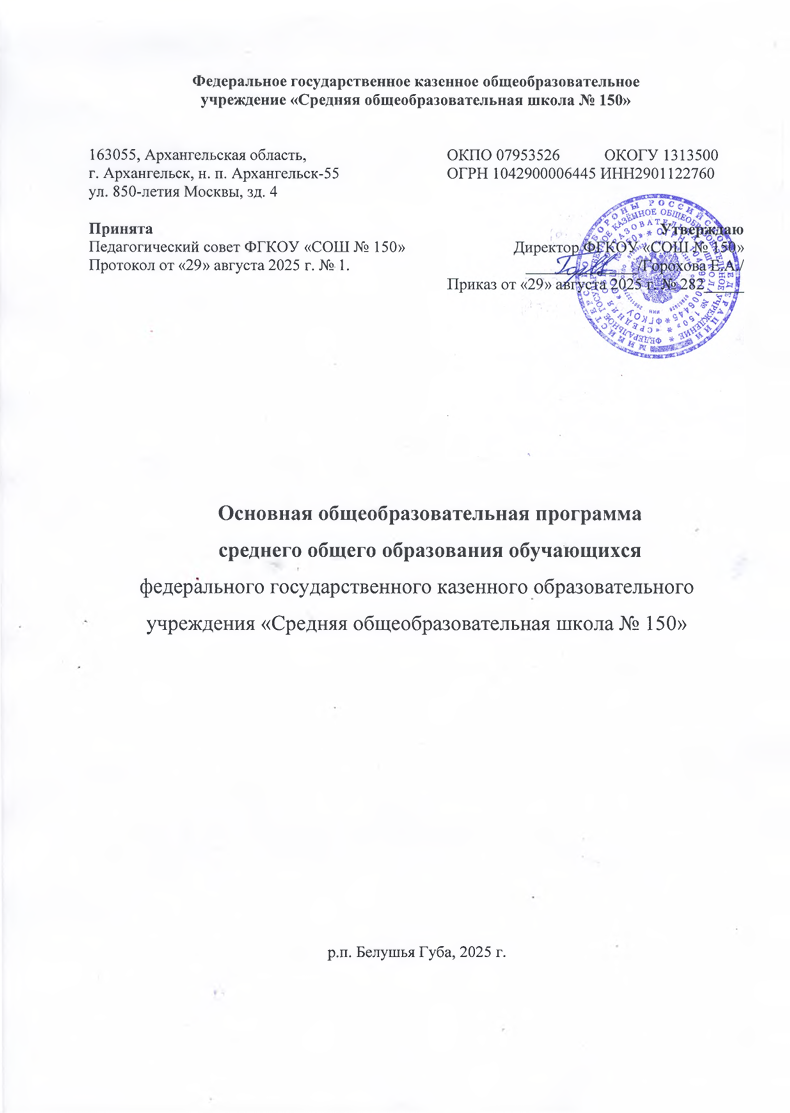 Федеральное государственное казенное общеобразовательное
учреждение «Средняя общеобразовательная школа № 150»
163055, Архангельская область,
г. Архангельск, н. п. Архангельск-55
ул. 850-летия Москвы, зд. 4
ОКПО 07953526 ОКОГУ 1313500
ОГРН 1042900006445 ИНН2901122760
Принята
Педагогический совет ФГКОУ «СОШ № 150»
Протокол от «29» августа 2025 г. № 1.
Утверждаю
Директор ФГКОУ «СОШ № 150»
/Горохова Е.А./
Приказ от «29» августа 2025 г. № 282
Основная общеобразовательная программа
среднего общего образования обучающихся
федерального государственного казенного образовательного
учреждения «Средняя общеобразовательная школа № 150»
р.п. Белушья Губа, 2025 г.